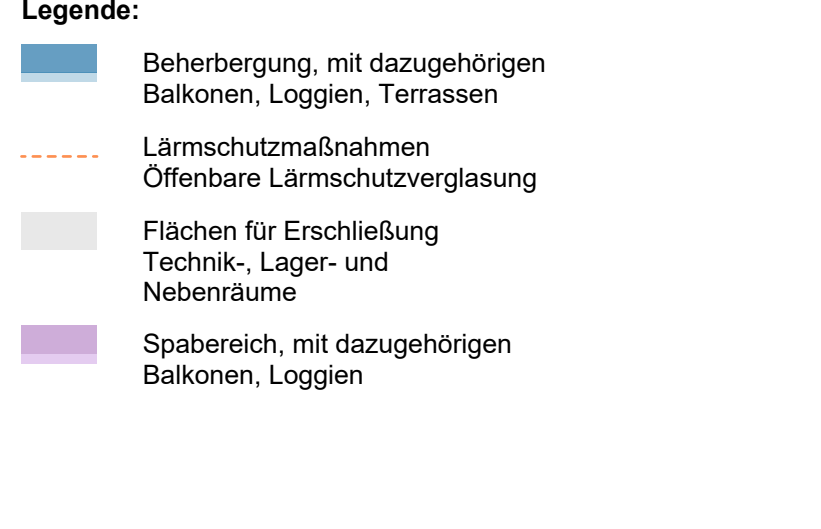 Legende:
Beherbergung, mit dazugehörigen
Balkonen, Loggien, Terrassen
Lärmschutzmaßnahmen
Öffenbare Lärmschutzverglasung
Flächen für Erschließung
Technik-, Lager- und
Nebenräume
Spabereich, mit dazugehörigen
Balkonen, Loggien